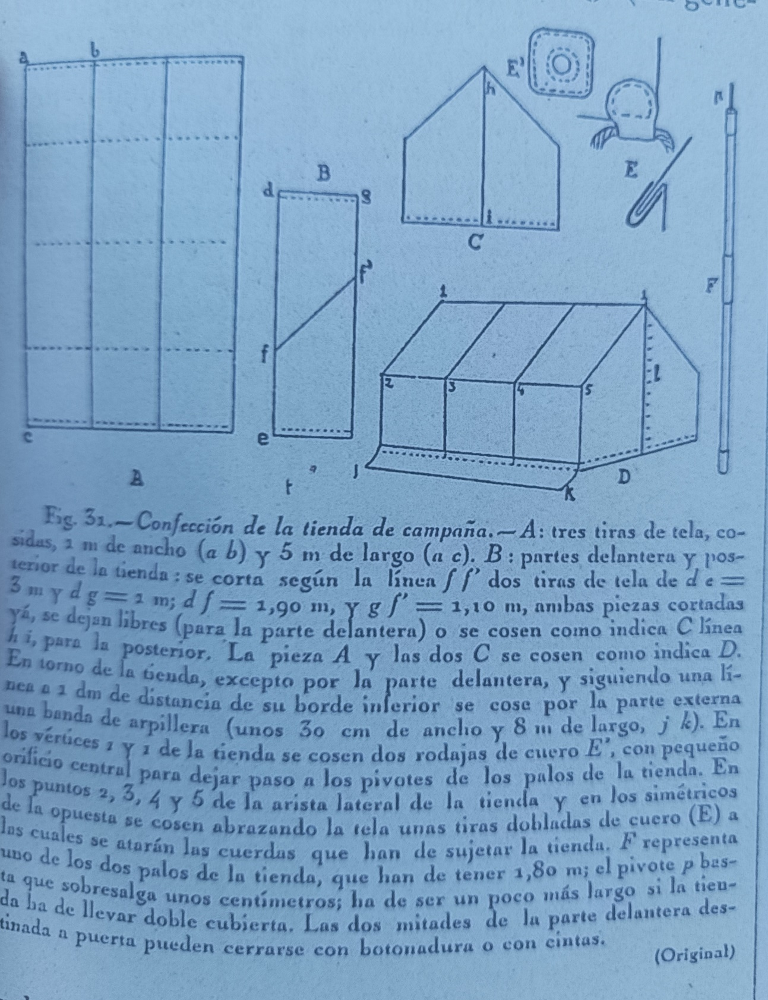 gene-
a b
E'
h
p
B
E
d g
i
C
f'
F
1 1
f
2 3 4 5 l
c e
j D
A k
Fig. 31.—Confección de la tienda de campaña.—A: tres tiras de tela, co-
sidas, 1 m de ancho (a b) y 5 m de largo (a c). B: partes delantera y pos-
terior de la tienda: se corta según la línea f f' dos tiras de tela de d e =
3 m y d g = 1 m; d f = 1,90 m, y g f' = 1,10 m, ambas piezas cortadas
yá, se dejan libres (para la parte delantera) o se cosen como indica C línea
h i, para la posterior. La pieza A y las dos C se cosen como indica D.
En torno de la tienda, excepto por la parte delantera, y siguiendo una lí-
nea a 1 dm de distancia de su borde inferior se cose por la parte externa
una banda de arpillera (unos 30 cm de ancho y 8 m de largo, j k). En
los vértices 1 y 1 de la tienda se cosen dos rodajas de cuero E', con pequeño
orificio central para dejar paso a los pivotes de los palos de la tienda. En
los puntos 2, 3, 4 y 5 de la arista lateral de la tienda y en los simétricos
de la opuesta se cosen abrazando la tela unas tiras dobladas de cuero (E) a
las cuales se atarán las cuerdas que han de sujetar la tienda. F representa
uno de los dos palos de la tienda, que han de tener 1,80 m; el pivote p bas-
ta que sobresalga unos centímetros; ha de ser un poco más largo si la tien-
da ha de llevar doble cubierta. Las dos mitades de la parte delantera des-
tinada a puerta pueden cerrarse con botonadura o con cintas.
(Original)